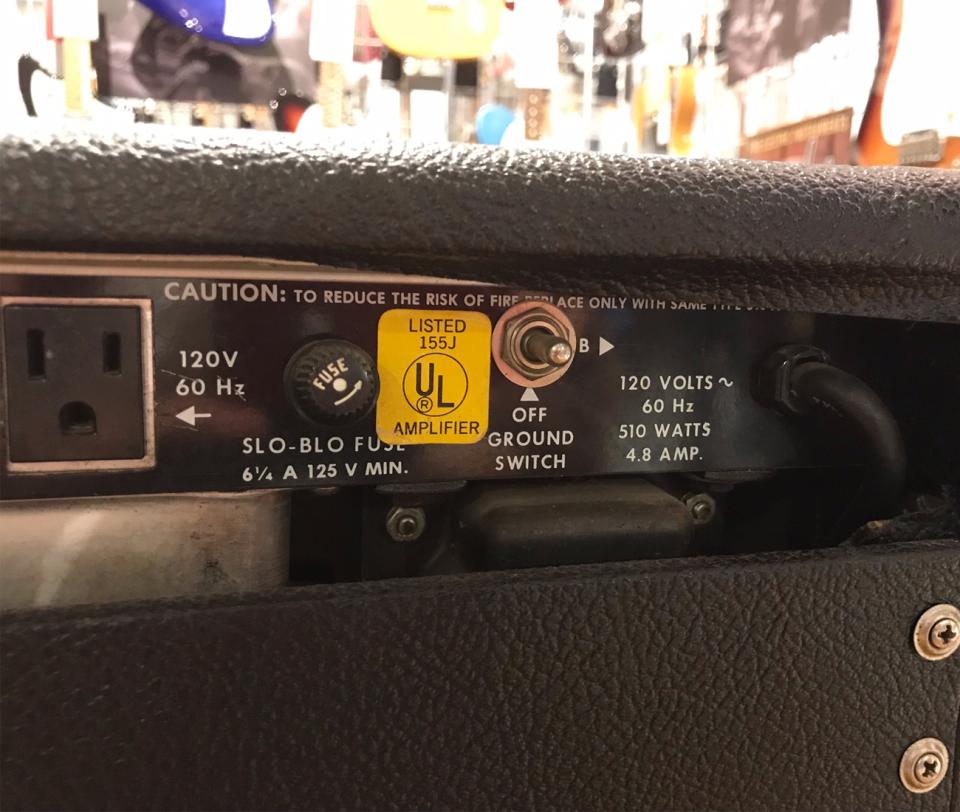 CAUTION: TO REDUCE THE RISK OF FIRE REPLACE ONLY WITH SAME TYPE
120V
60 Hz
FUSE
SLO-BLO FUSE
6¼ A 125 V MIN.
LISTED
155J
UL
®
AMPLIFIER
B
OFF
GROUND
SWITCH
120 VOLTS ~
60 Hz
510 WATTS
4.8 AMP.